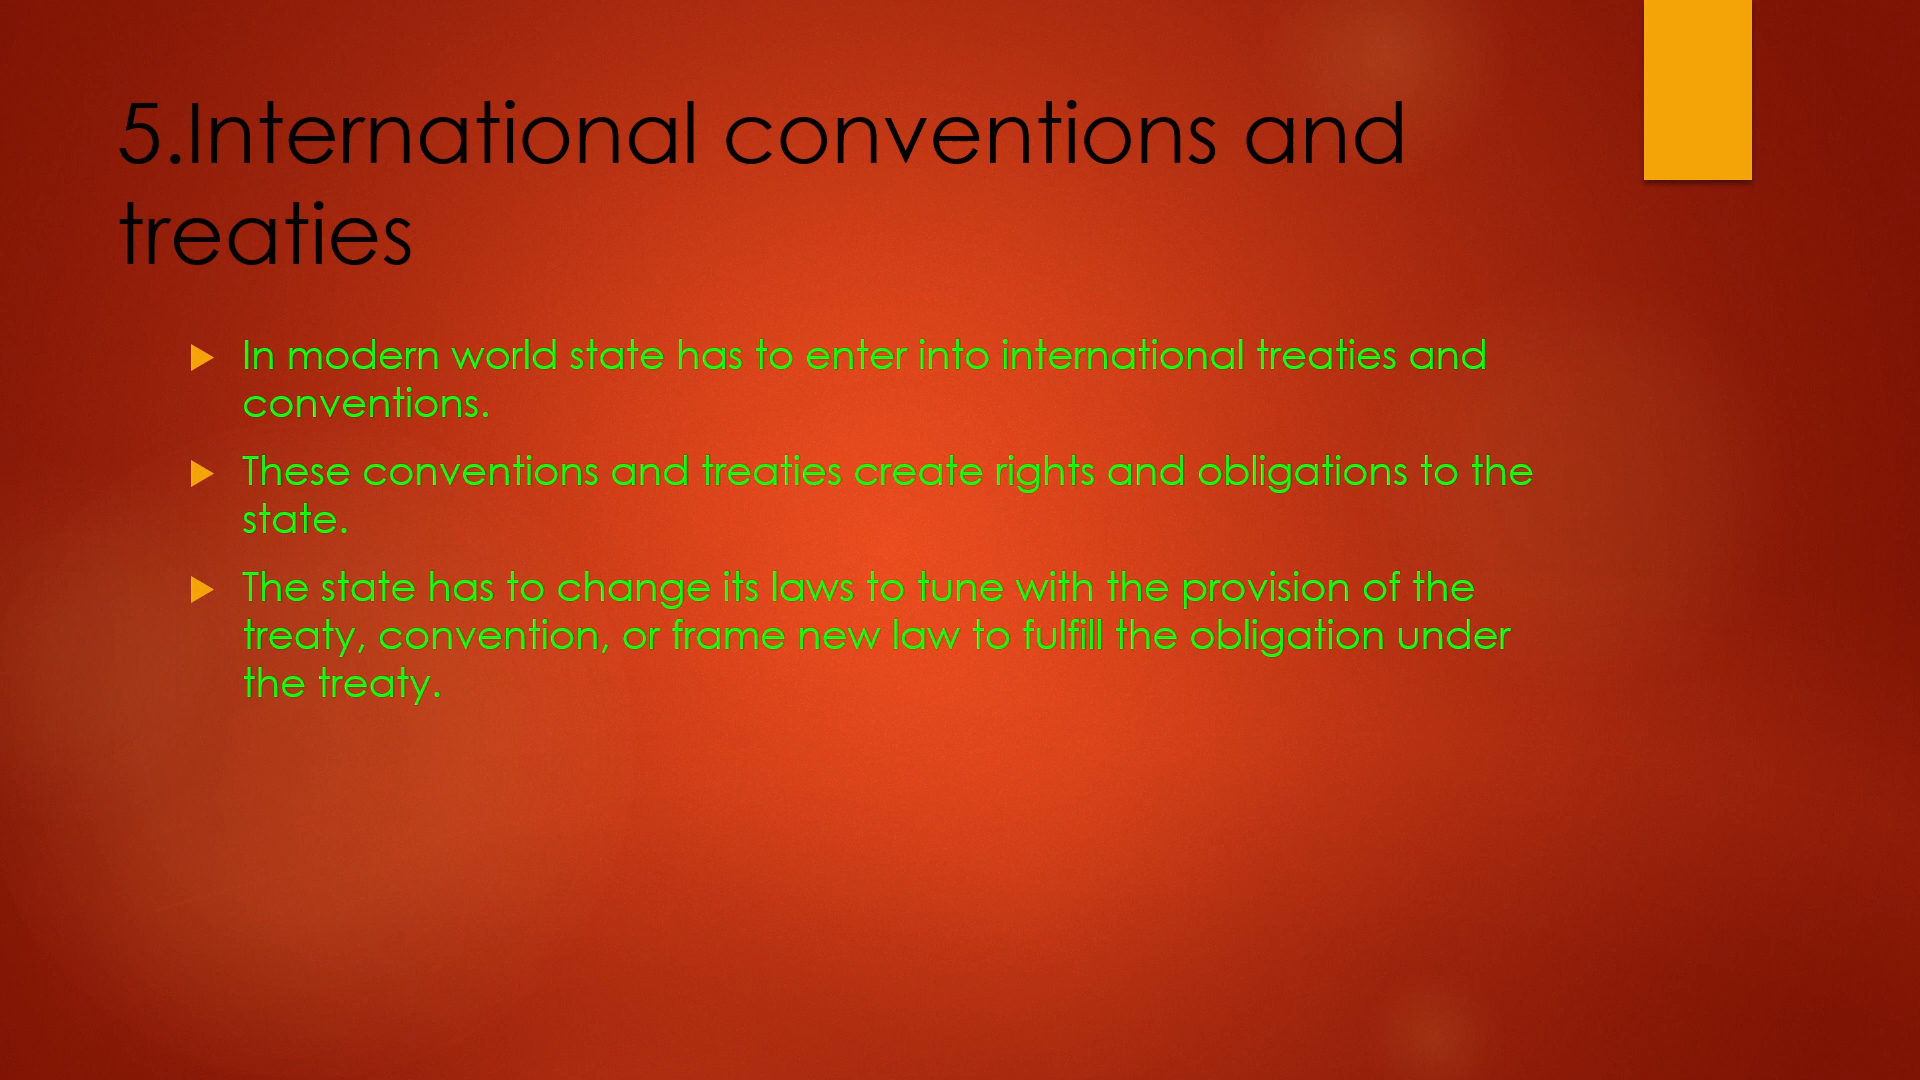 5.International conventions and
treaties
In modern world state has to enter into international treaties and
conventions.
These conventions and treaties create rights and obligations to the
state.
The state has to change its laws to tune with the provision of the
treaty, convention, or frame new law to fulfill the obligation under
the treaty.